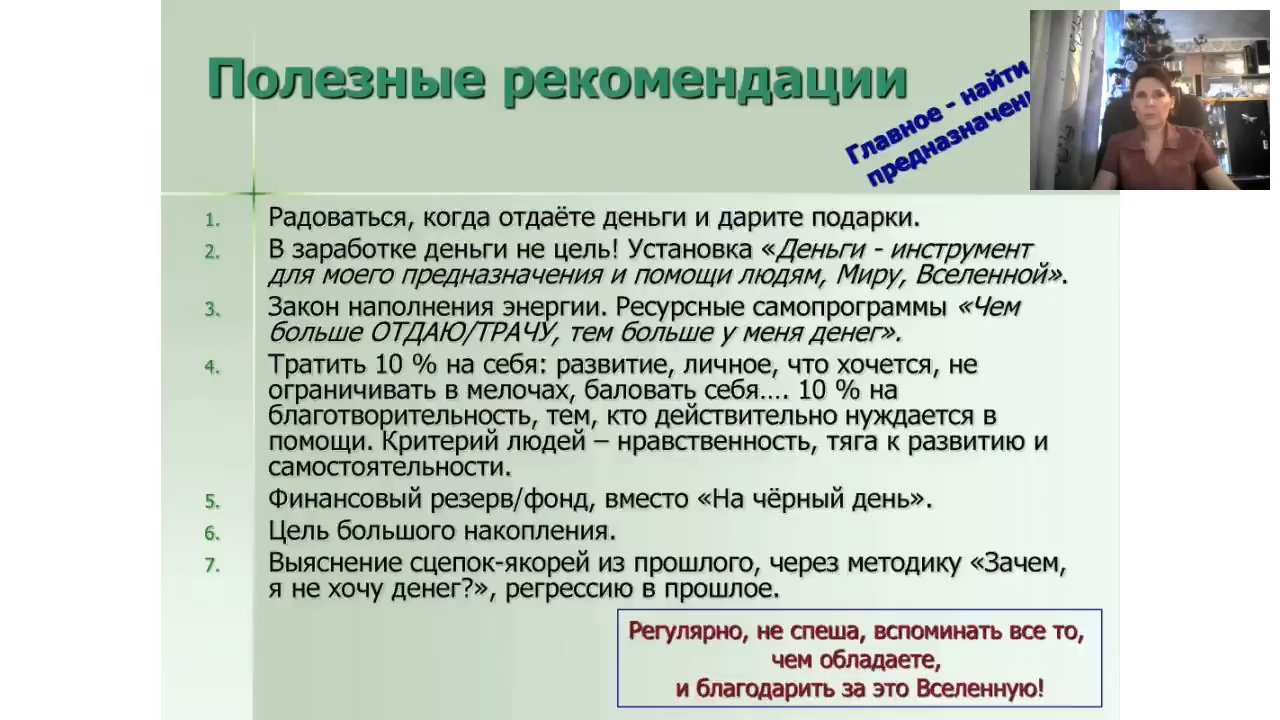 Полезные рекомендации
Главное - найти
1. Радоваться, когда отдаёте деньги и дарите подарки.
2. В заработке деньги не цель! Установка «Деньги - инструмент
для моего предназначения и помощи людям, Миру, Вселенной».
3. Закон наполнения энергии. Ресурсные самопрограммы «Чем
больше ОТДАЮ/ТРАЧУ, тем больше у меня денег».
4. Тратить 10 % на себя: развитие, личное, что хочется, не
ограничивать в мелочах, баловать себя…. 10 % на
благотворительность, тем, кто действительно нуждается в
помощи. Критерий людей – нравственность, тяга к развитию и
самостоятельности.
5. Финансовый резерв/фонд, вместо «На чёрный день».
6. Цель большого накопления.
7. Выяснение сцепок-якорей из прошлого, через методику «Зачем,
я не хочу денег?», регрессию в прошлое.
Регулярно, не спеша, вспоминать все то,
чем обладаете,
и благодарить за это Вселенную!